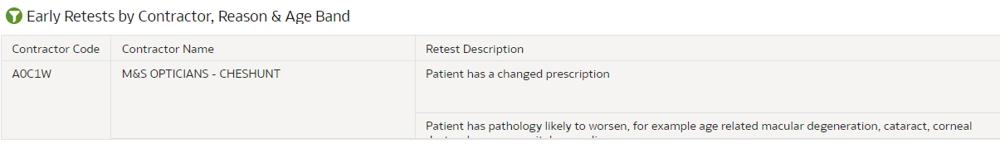 Early Retests by Contractor, Reason & Age Band
Contractor Code Contractor Name Retest Description
A0C1W M&S OPTICIANS - CHESHUNT Patient has a changed prescription
Patient has pathology likely to worsen, for example age related macular degeneration, cataract, corneal